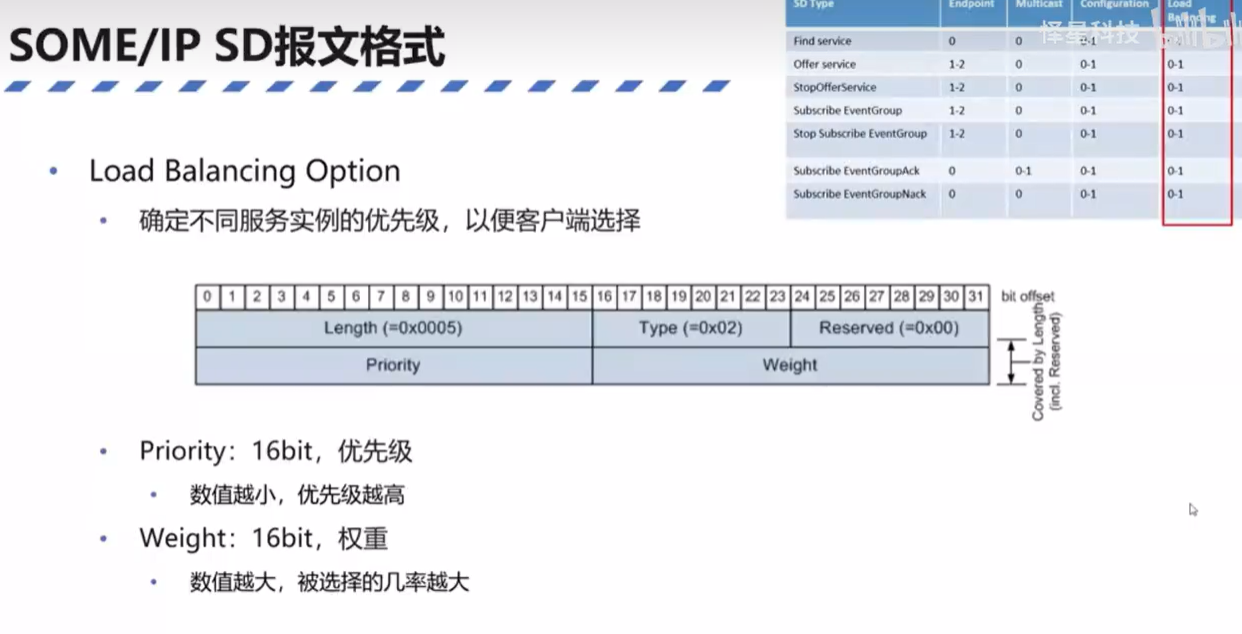 SOME/IP SD报文格式
SD Type Endpoint Multicast Configuration Load Balancing
怿星科技 bilibili
Find service 0 0 0-1
Offer service 1-2 0 0-1 0-1
StopOfferService 1-2 0 0-1 0-1
Subscribe EventGroup 1-2 0 0-1 0-1
Stop Subscribe EventGroup 1-2 0 0-1 0-1
Subscribe EventGroupAck 0 0-1 0-1 0-1
Subscribe EventGroupNack 0 0 0-1 0-1
• Load Balancing Option
• 确定不同服务实例的优先级，以便客户端选择
0 1 2 3 4 5 6 7 8 9 10 11 12 13 14 15 16 17 18 19 20 21 22 23 24 25 26 27 28 29 30 31 bit offset
Length (=0x0005) Type (=0x02) Reserved (=0x00)
Priority Weight
Covered by Length
(incl. Reserved)
• Priority：16bit，优先级
• 数值越小，优先级越高
• Weight：16bit，权重
• 数值越大，被选择的几率越大